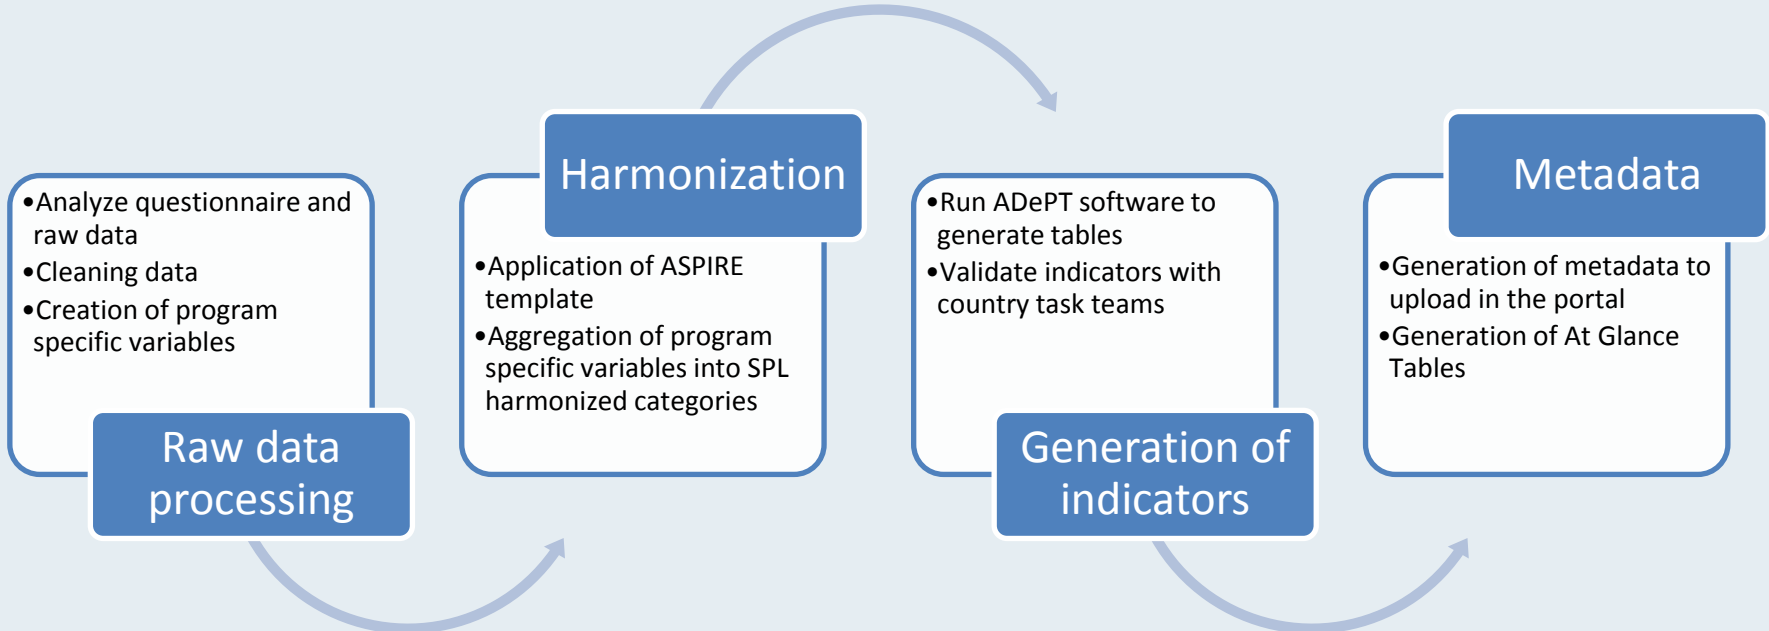 •Analyze questionnaire and
raw data
•Cleaning data
•Creation of program
specific variables
Raw data
processing
Harmonization
•Application of ASPIRE
template
•Aggregation of program
specific variables into SPL
harmonized categories
•Run ADePT software to
generate tables
•Validate indicators with
country task teams
Generation of
indicators
Metadata
•Generation of metadata to
upload in the portal
•Generation of At Glance
Tables